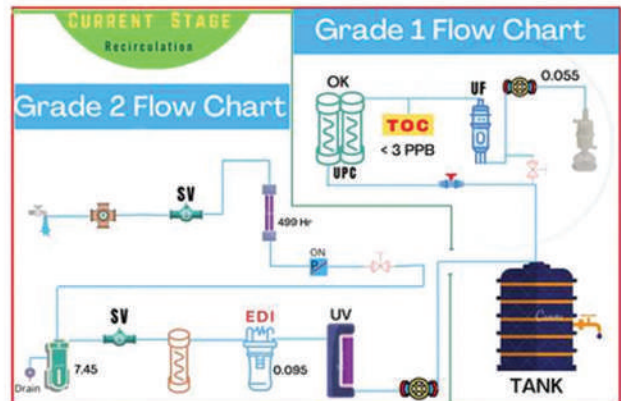 CURRENT STAGE
Recirculation
Grade 1 Flow Chart
Grade 2 Flow Chart
OK
UF
0.055
TOC
< 3 PPB
UPC
SV
499 Hr
ON
SV
EDI
UV
7.45
0.095
Drain
TANK